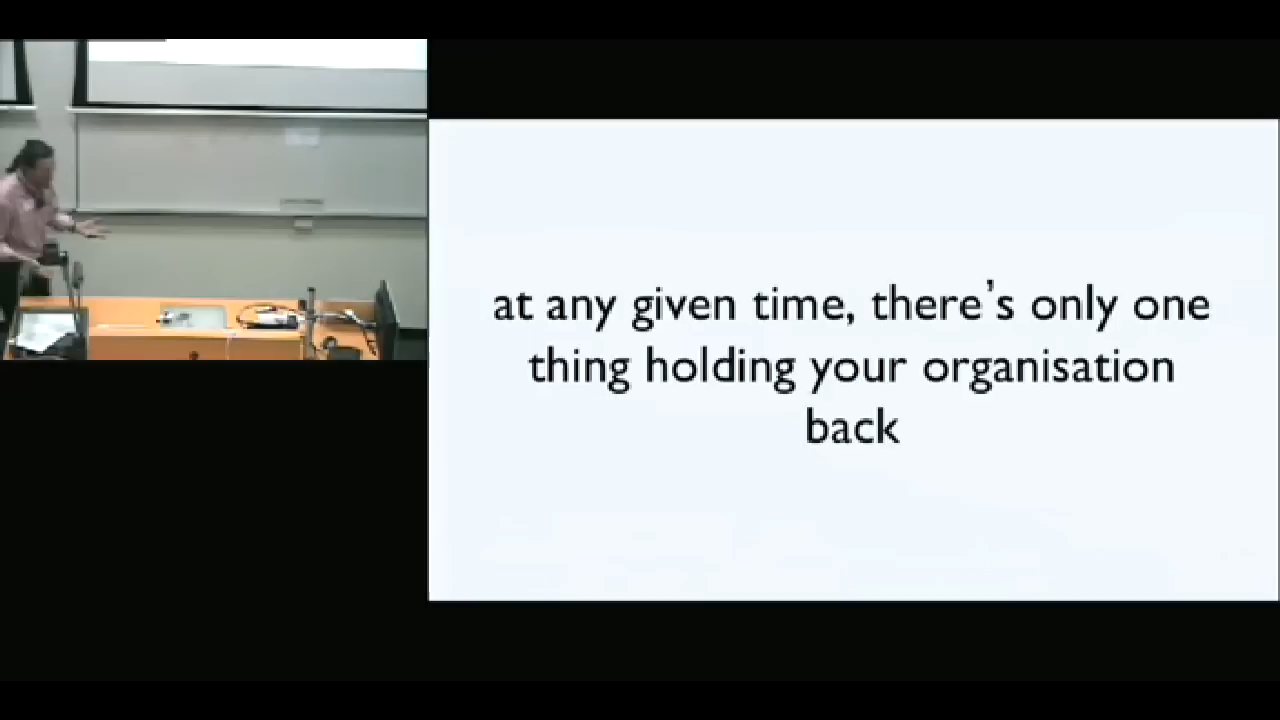 at any given time, there's only one
thing holding your organisation
back